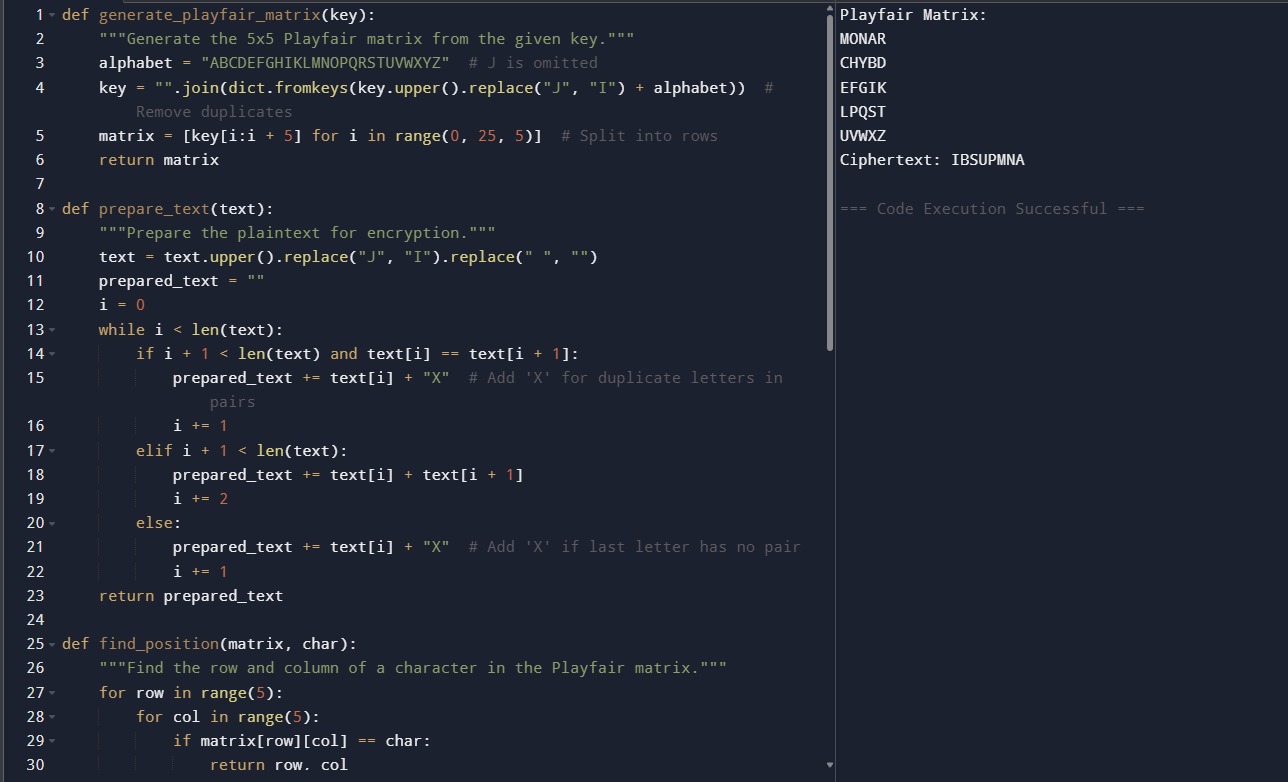 1 def generate_playfair_matrix(key):
2     """Generate the 5x5 Playfair matrix from the given key."""
3     alphabet = "ABCDEFGHIKLMNOPQRSTUVWXYZ"  # J is omitted
4     key = "".join(dict.fromkeys(key.upper().replace("J", "I") + alphabet))  #
        Remove duplicates
5     matrix = [key[i:i + 5] for i in range(0, 25, 5)]  # Split into rows
6     return matrix
7
8 def prepare_text(text):
9     """Prepare the plaintext for encryption."""
10     text = text.upper().replace("J", "I").replace(" ", "")
11     prepared_text = ""
12     i = 0
13     while i < len(text):
14         if i + 1 < len(text) and text[i] == text[i + 1]:
15             prepared_text += text[i] + "X"  # Add 'X' for duplicate letters in
                pairs
16             i += 1
17         elif i + 1 < len(text):
18             prepared_text += text[i] + text[i + 1]
19             i += 2
20         else:
21             prepared_text += text[i] + "X"  # Add 'X' if last letter has no pair
22             i += 1
23     return prepared_text
24
25 def find_position(matrix, char):
26     """Find the row and column of a character in the Playfair matrix."""
27     for row in range(5):
28         for col in range(5):
29             if matrix[row][col] == char:
30                 return row, col
Playfair Matrix:
MONAR
CHYBD
EFGIK
LPQST
UVWXZ
Ciphertext: IBSUPMNA
=== Code Execution Successful ===